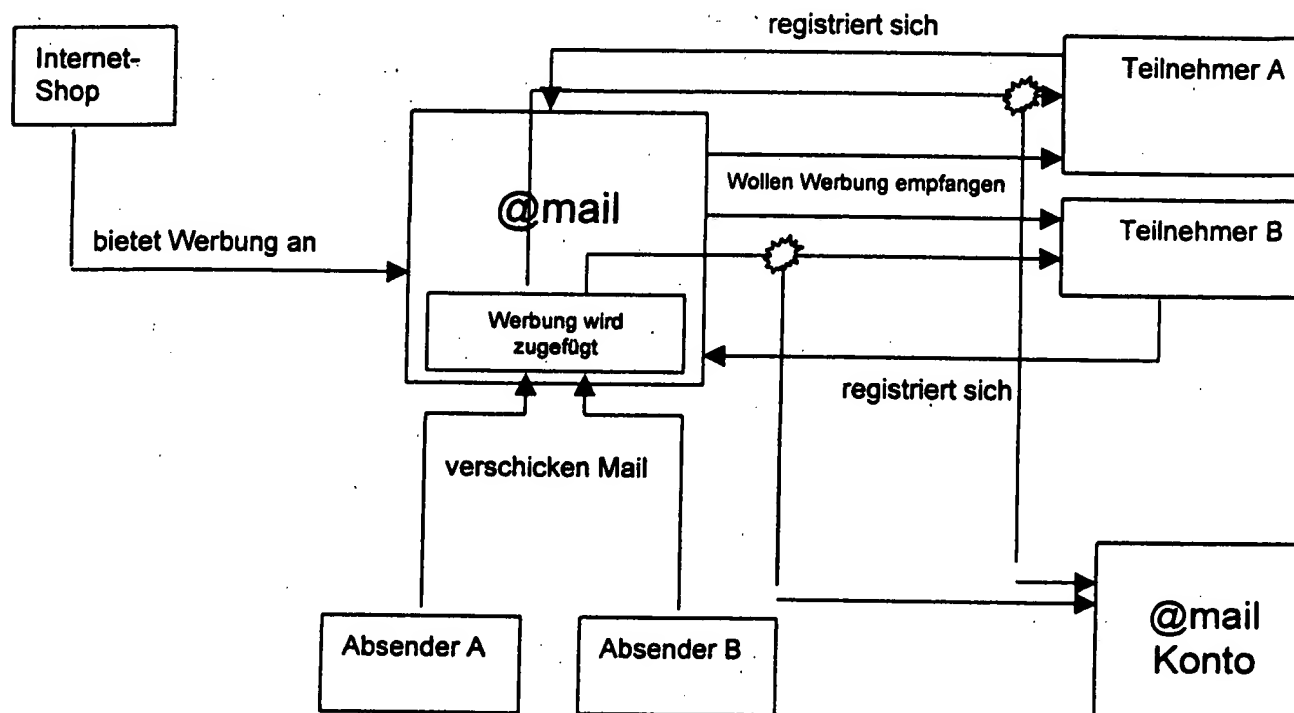 registriert sich
Internet-
Shop
Teilnehmer A
Wollen Werbung empfangen
@mail
Teilnehmer B
bietet Werbung an
Werbung wird
zugefügt
registriert sich
verschicken Mail
Absender A
Absender B
@mail
Konto